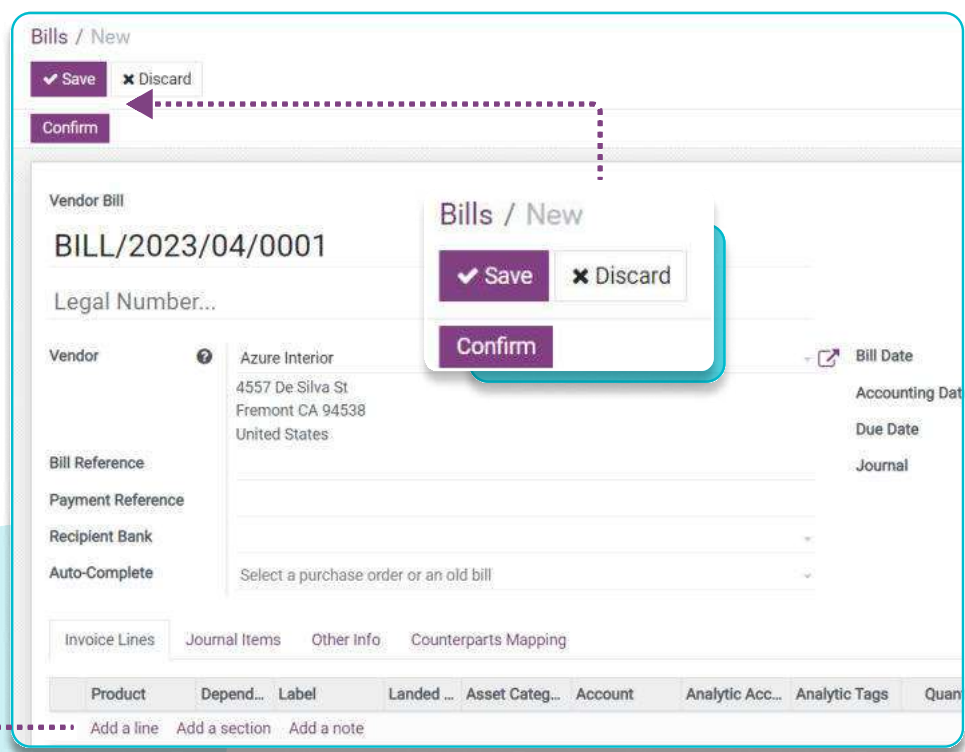 Bills / New
Save Discard
Confirm
Vendor Bill
BILL/2023/04/0001
Legal Number...
Bills / New
Save Discard
Confirm
Vendor Azure Interior
4557 De Silva St
Fremont CA 94538
United States
Bill Reference
Payment Reference
Recipient Bank
Auto-Complete Select a purchase order or an old bill
Bill Date
Accounting Dat
Due Date
Journal
Invoice Lines Journal Items Other Info Counterparts Mapping
Product Depend... Label Landed ... Asset Categ... Account Analytic Acc... Analytic Tags Quan
Add a line Add a section Add a note